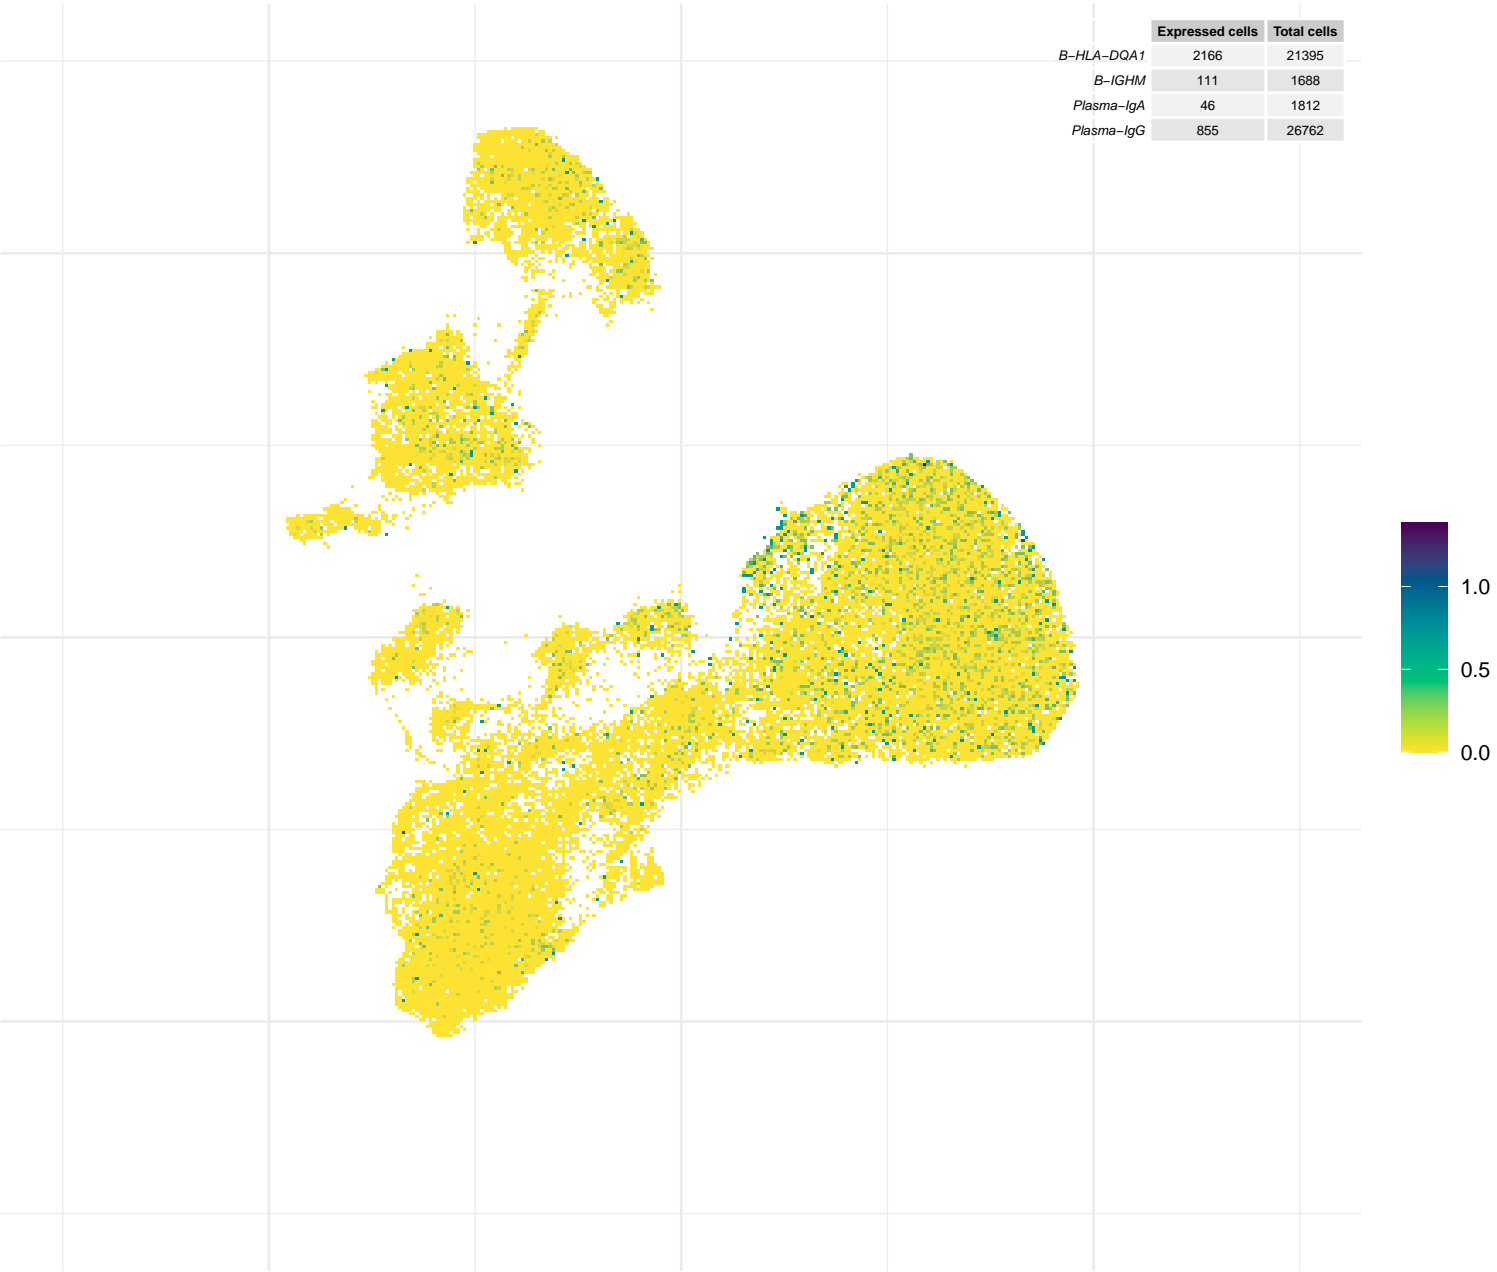 Expressed cells Total cells
B−HLA−DQA1 2166 21395
B−IGHM 111 1688
Plasma−IgA 46 1812
Plasma−IgG 855 26762
1.0
0.5
0.0